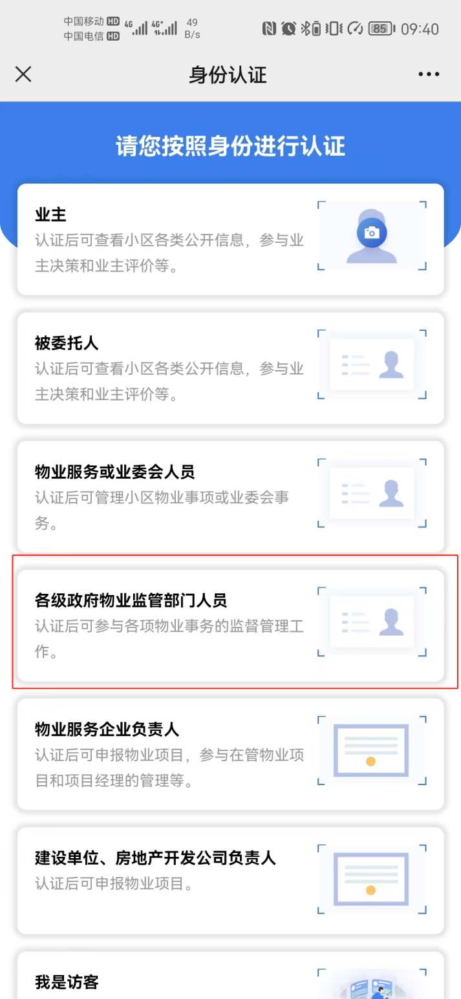 中国移动 HD 4G 4G+ 49
中国电信 HD B/s 85 09:40
身份认证
请您按照身份进行认证
业主
认证后可查看小区各类公开信息，参与业
主决策和业主评价等。
被委托人
认证后可查看小区各类公开信息，参与业
主决策和业主评价等。
物业服务或业委会人员
认证后可管理小区物业事项或业委会事
务。
各级政府物业监管部门人员
认证后可参与各项物业事务的监督管理工
作。
物业服务企业负责人
认证后可申报物业项目，参与在管物业项
目和项目经理的管理等。
建设单位、房地产开发公司负责人
认证后可申报物业项目。
我是访客